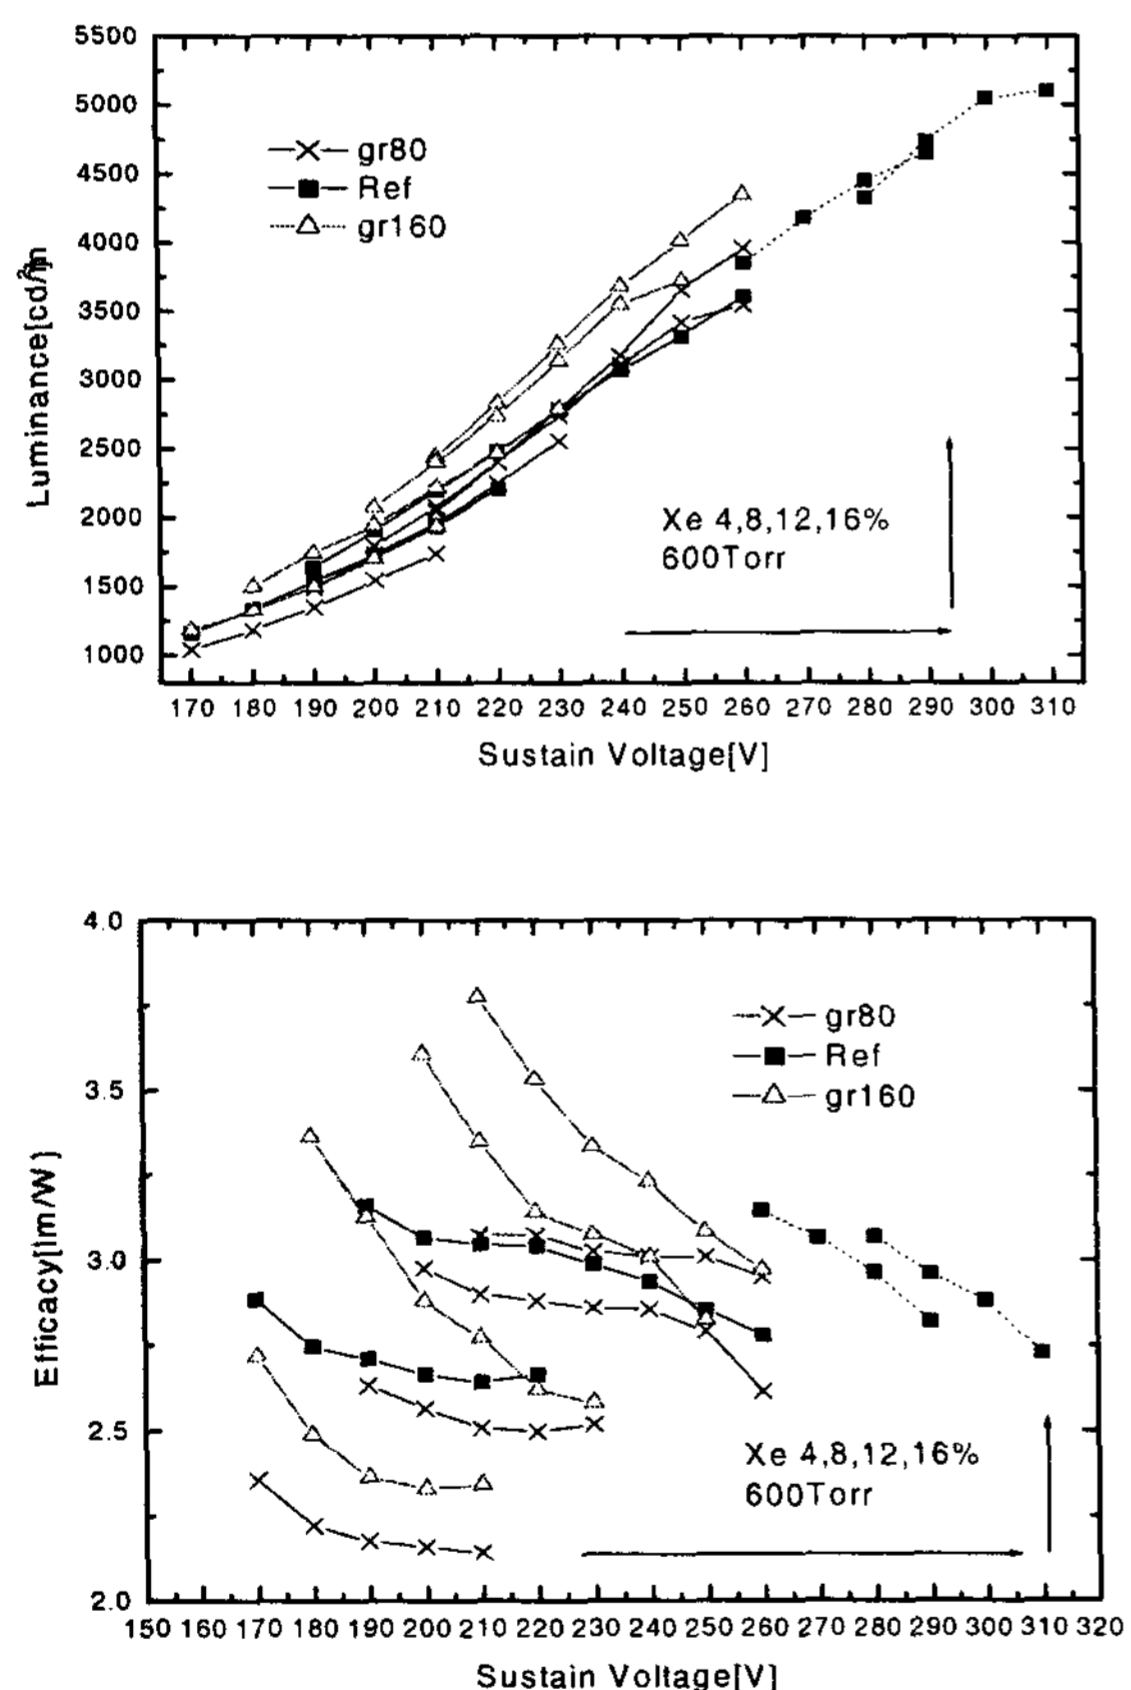 5500
5000
4500
4000
3500
3000
2500
2000
1500
1000
Luminance[cd/m²]
gr80
Ref
gr160
Xe 4,8,12,16%
600Torr
170 180 190 200 210 220 230 240 250 260 270 280 290 300 310
Sustain Voltage[V]
4.0
3.5
3.0
2.5
2.0
Efficacy[lm/W]
gr80
Ref
gr160
Xe 4,8,12,16%
600Torr
150 160 170 180 190 200 210 220 230 240 250 260 270 280 290 300 310 320
Sustain Voltage[V]